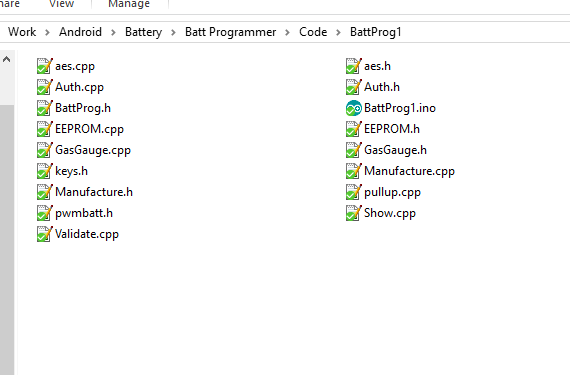 hare View Manage
Work > Android > Battery > Batt Programmer > Code > BattProg1
aes.cpp aes.h
Auth.cpp Auth.h
BattProg.h BattProg1.ino
EEPROM.cpp EEPROM.h
GasGauge.cpp GasGauge.h
keys.h Manufacture.cpp
Manufacture.h pullup.cpp
pwmbatt.h Show.cpp
Validate.cpp